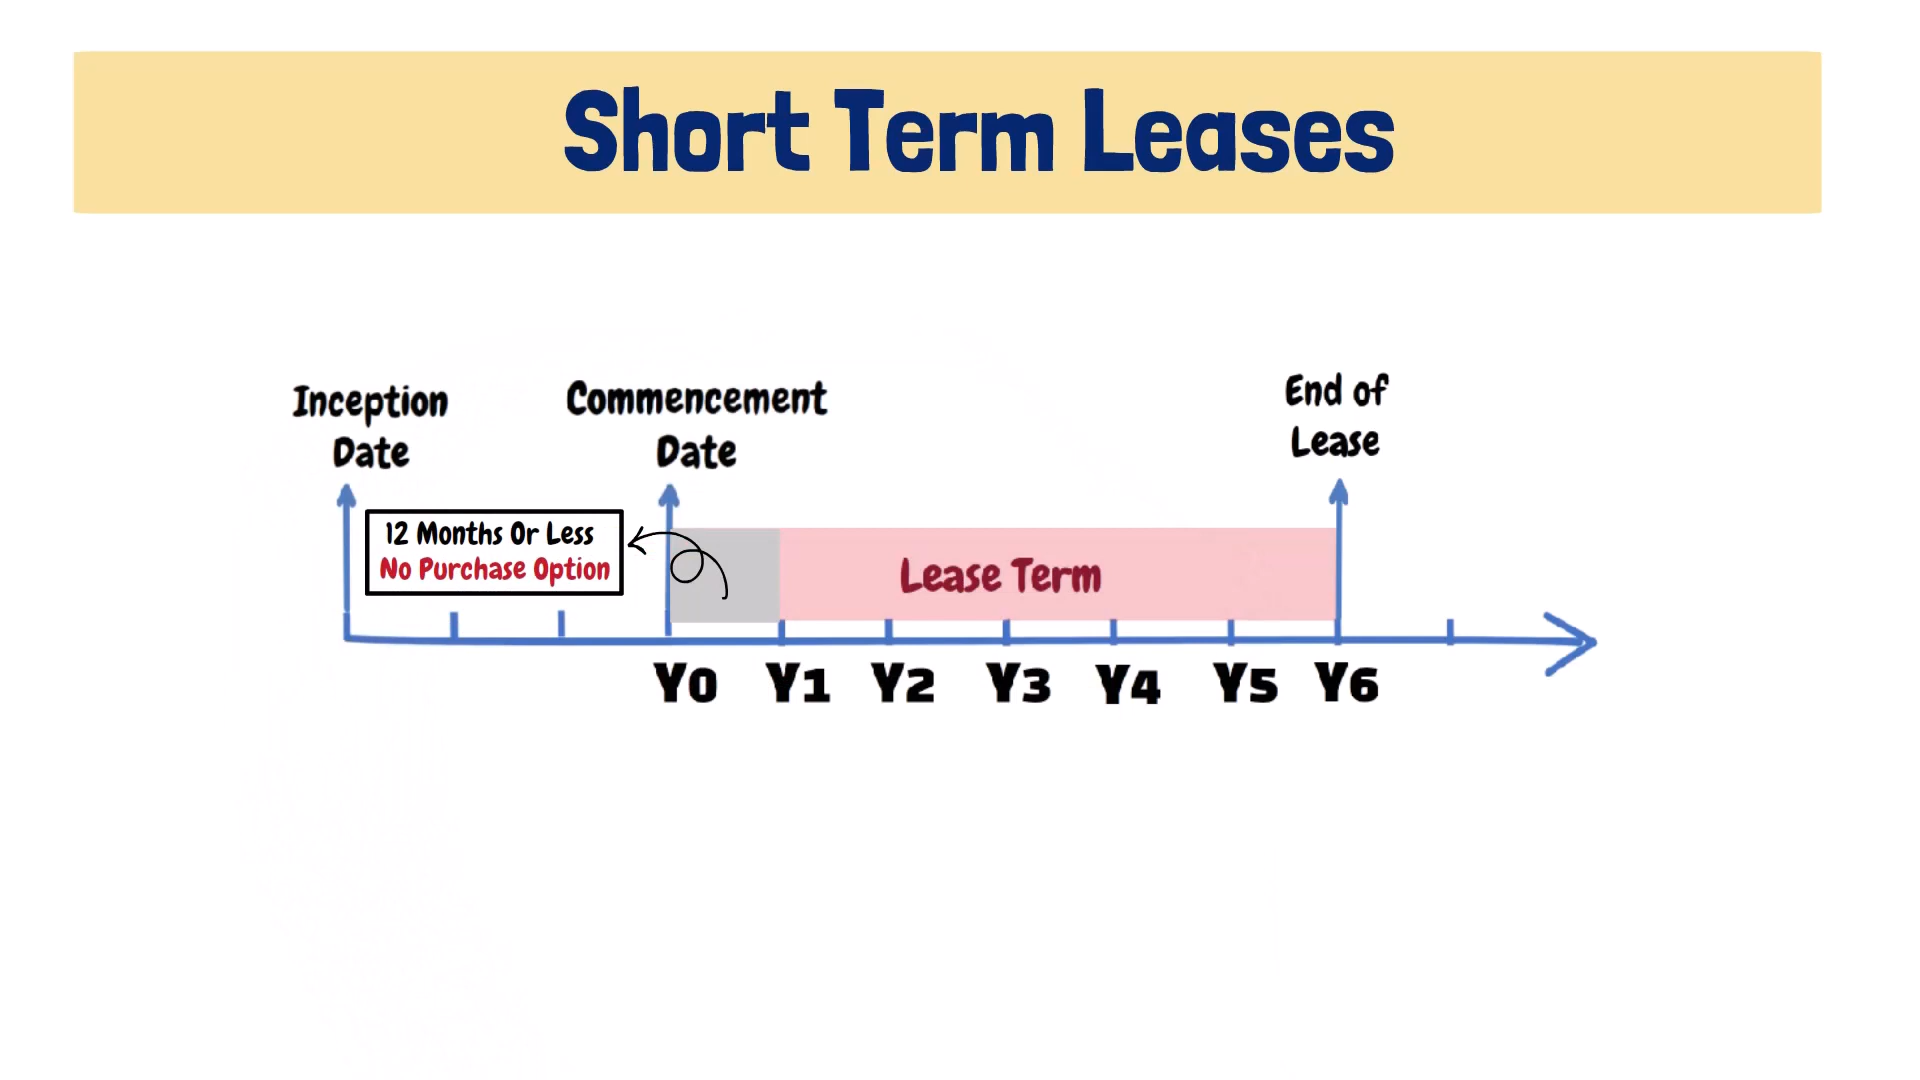 Short Term Leases
Inception
Date
Commencement
Date
End of
Lease
12 Months Or Less
No Purchase Option
Lease Term
Y0 Y1 Y2 Y3 Y4 Y5 Y6